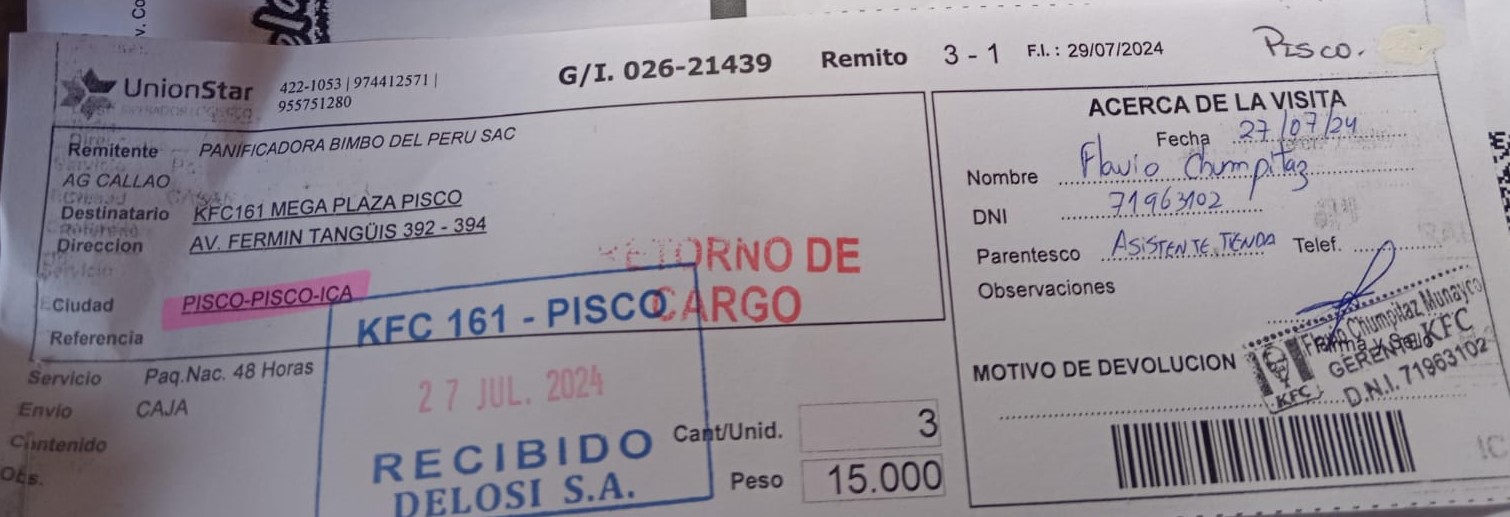 UnionStar
422-1053 | 974412571 |
955751280
G/I. 026-21439
Remito 3 - 1
F.I.: 29/07/2024
PISCO.
Remitente PANIFICADORA BIMBO DEL PERU SAC
AG CALLAO
Destinatario KFC161 MEGA PLAZA PISCO
Direccion AV. FERMIN TANGÜIS 392 - 394
Ciudad PISCO-PISCO-ICA
Referencia
RETORNO DE
CARGO
Servicio Paq.Nac. 48 Horas
Envio CAJA
Contenido
Obs.
KFC 161 - PISCO
27 JUL. 2024
RECIBIDO
DELOSI S.A.
Cant/Unid. 3
Peso 15.000
ACERCA DE LA VISITA
Fecha 27/07/24
Nombre Flavio Chumpitaz
DNI 71963102
Parentesco ASISTENTE TIENDA Telef.
Observaciones
MOTIVO DE DEVOLUCION
Flavio Chumpitaz Munayco
GERENTE KFC
D.N.I. 71963102
KFC